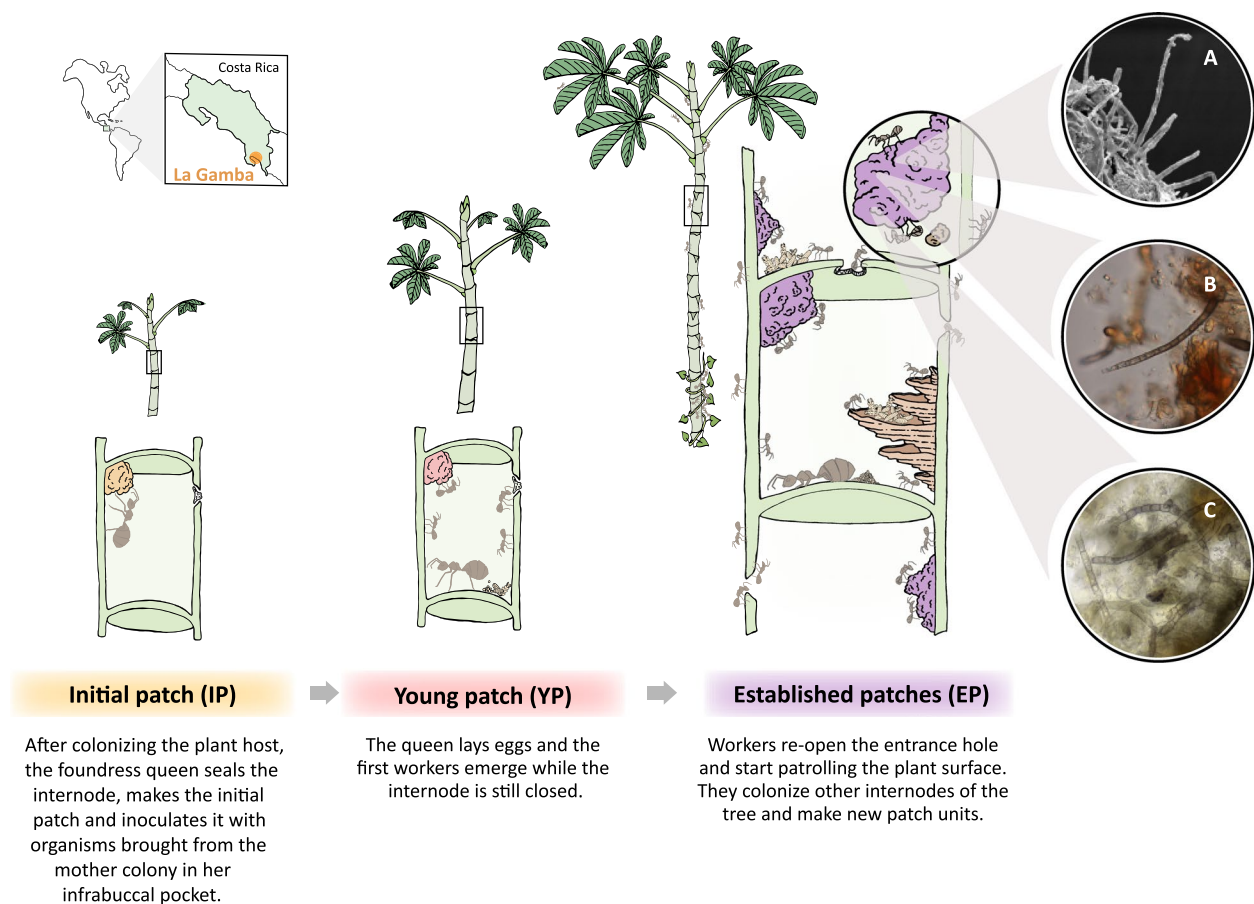 Costa Rica
La Gamba
A
B
C
Initial patch (IP)
After colonizing the plant host,
the foundress queen seals the
internode, makes the initial
patch and inoculates it with
organisms brought from the
mother colony in her
infrabuccal pocket.
Young patch (YP)
The queen lays eggs and the
first workers emerge while the
internode is still closed.
Established patches (EP)
Workers re-open the entrance hole
and start patrolling the plant surface.
They colonize other internodes of the
tree and make new patch units.